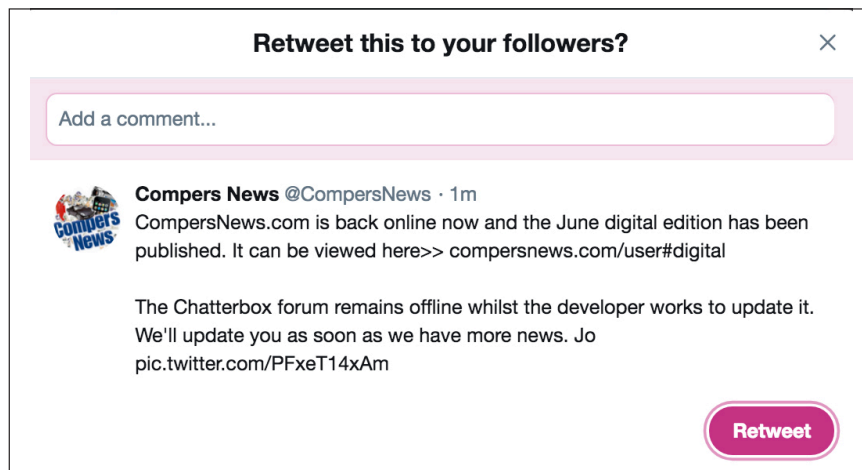 Retweet this to your followers?
Add a comment...
Compers News @CompersNews · 1m
Compers
News
CompersNews.com is back online now and the June digital edition has been
published. It can be viewed here>> compersnews.com/user#digital
The Chatterbox forum remains offline whilst the developer works to update it.
We'll update you as soon as we have more news. Jo
pic.twitter.com/PFxeT14xAm
Retweet